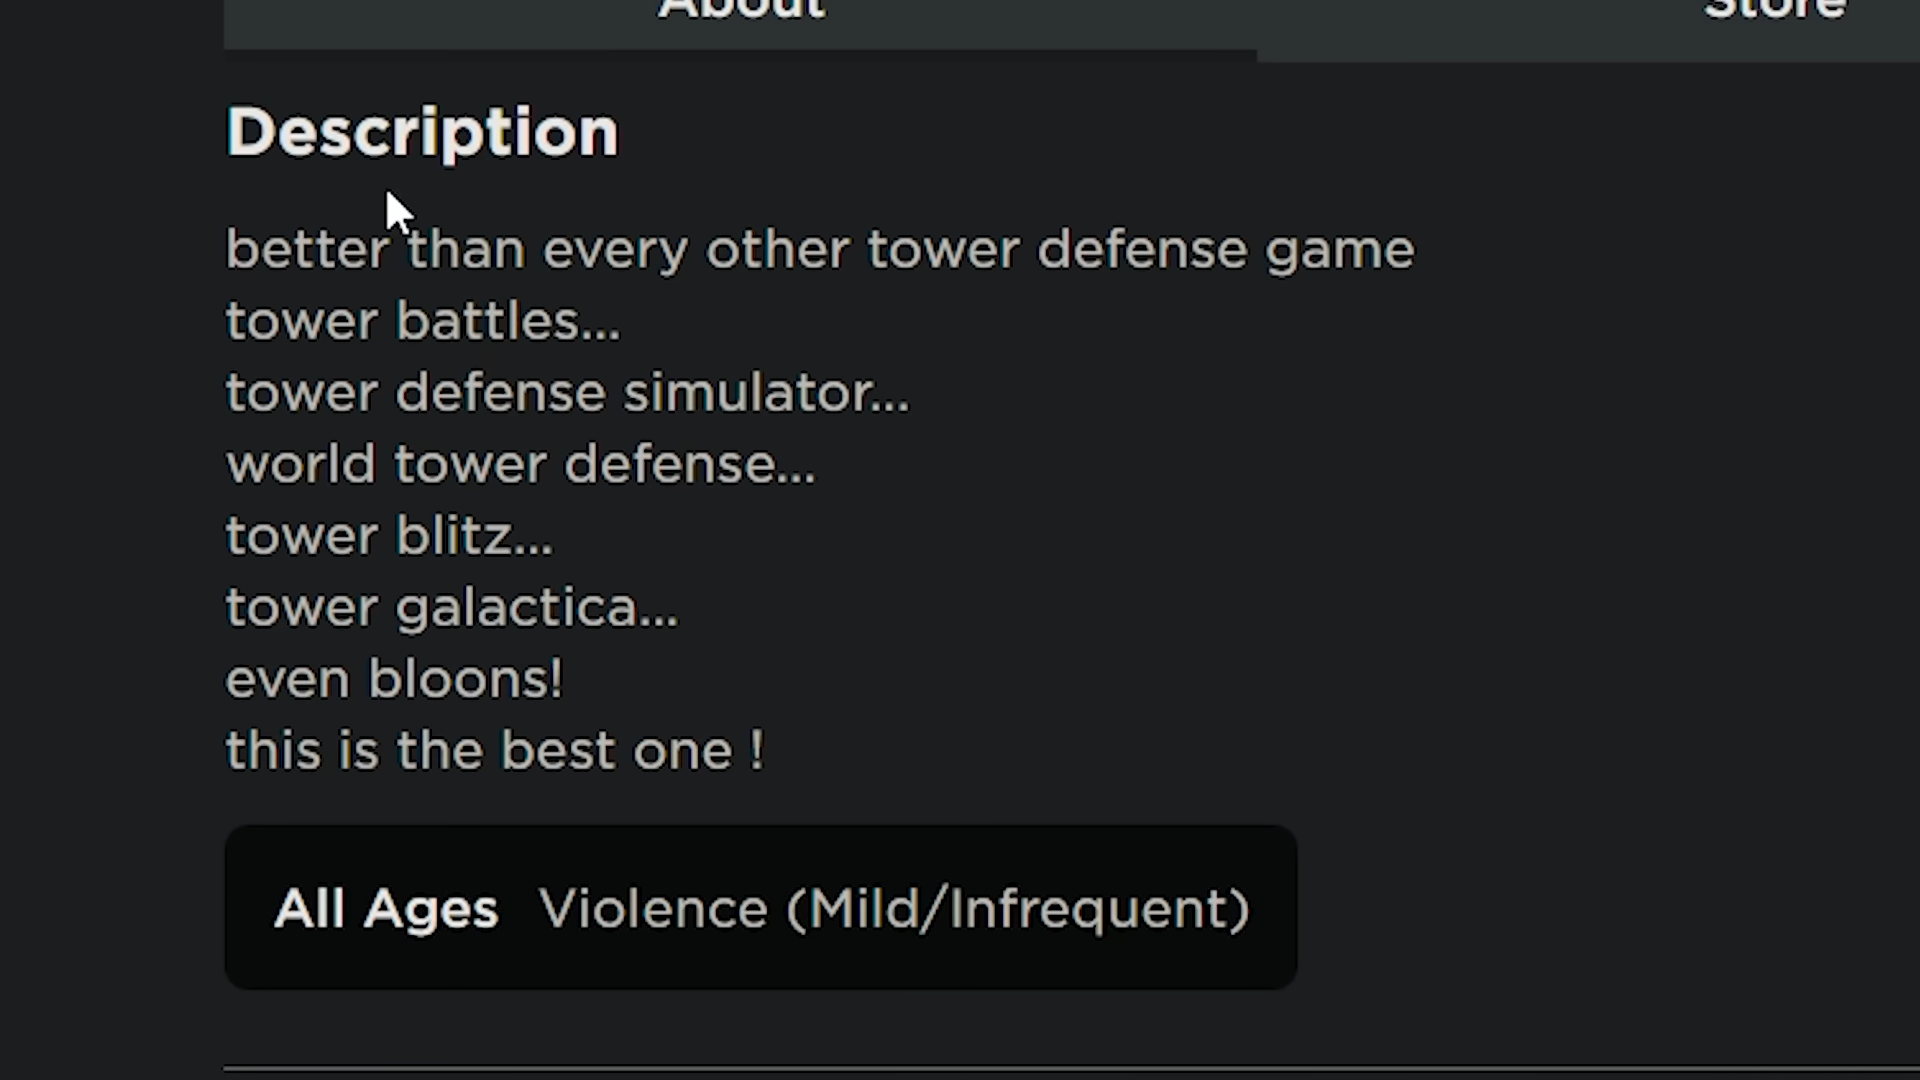 About Store
Description
better than every other tower defense game
tower battles...
tower defense simulator...
world tower defense...
tower blitz...
tower galactica...
even bloons!
this is the best one !
All Ages Violence (Mild/Infrequent)